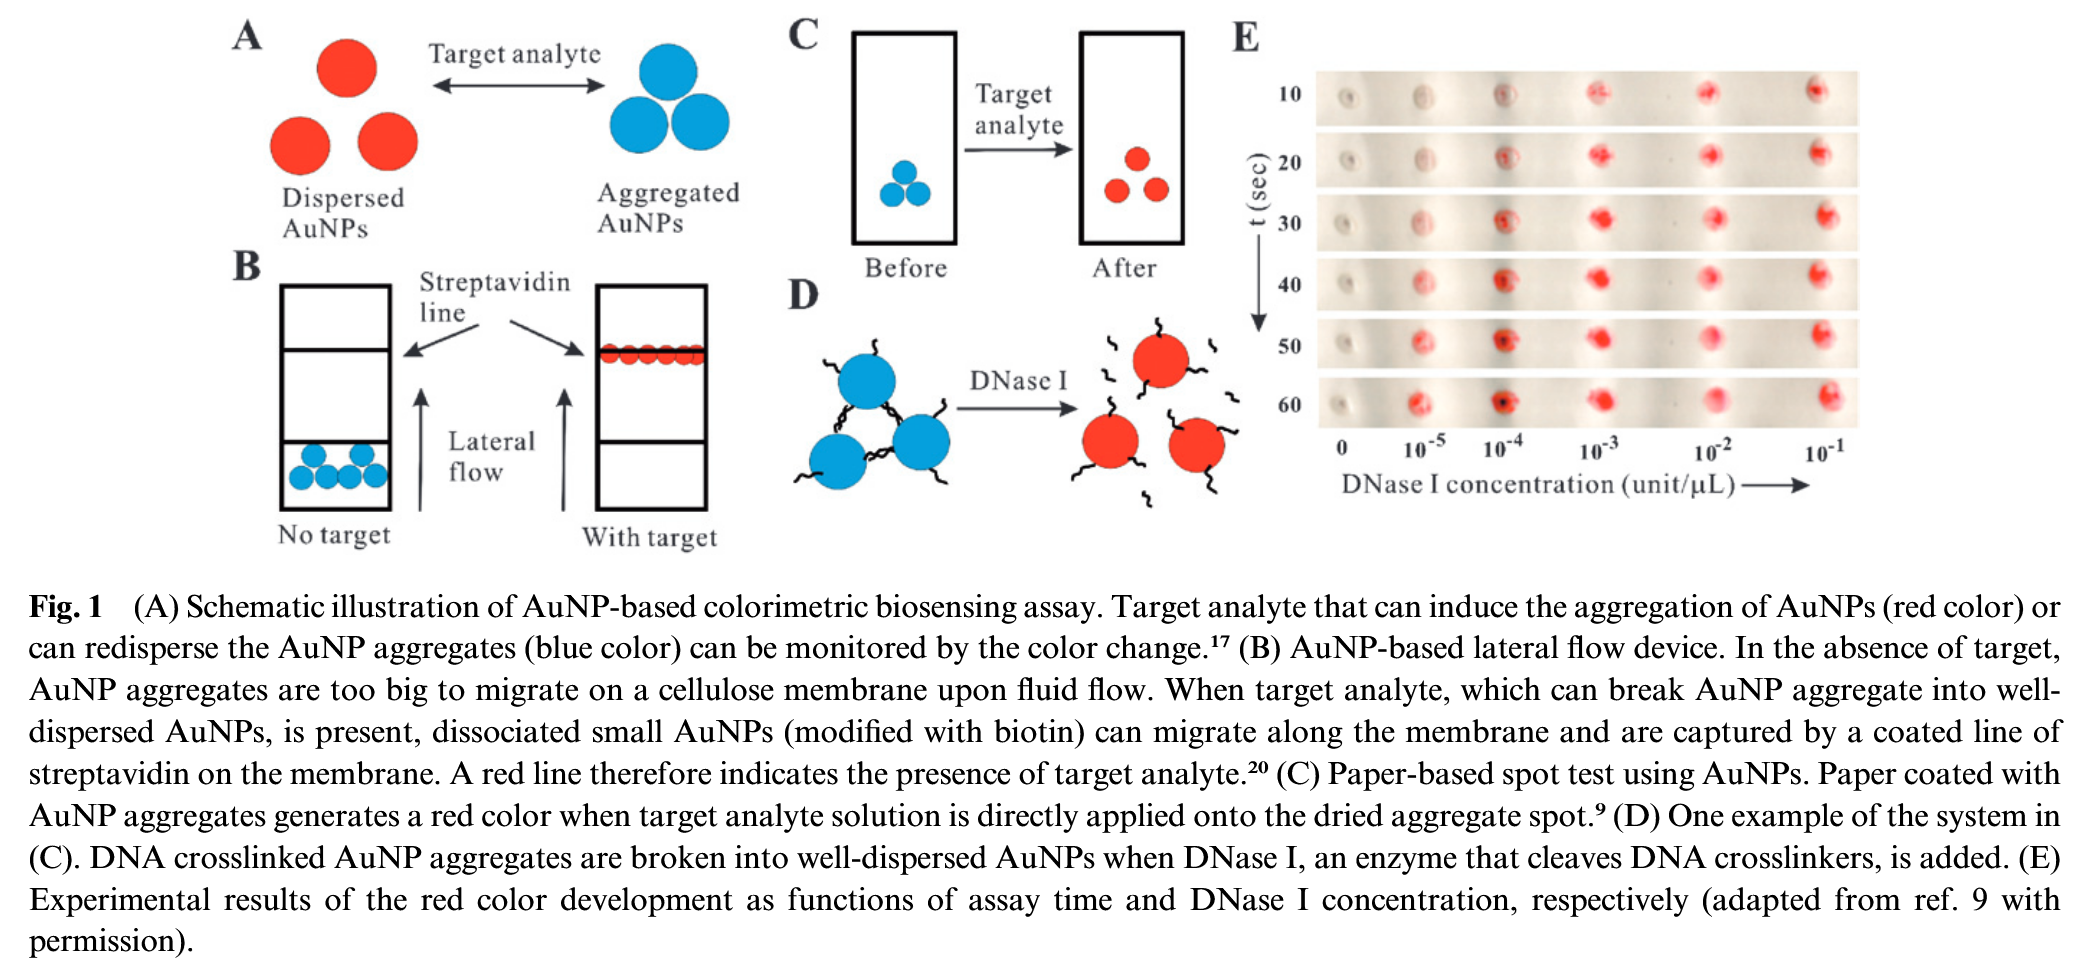 A
Target analyte
Dispersed
AuNPs
Aggregated
AuNPs
B
Streptavidin
line
Lateral
flow
No target
With target
C
Target
analyte
Before
After
D
DNase I
E
t (sec)
10
20
30
40
50
60
0 10⁻⁵ 10⁻⁴ 10⁻³ 10⁻² 10⁻¹
DNase I concentration (unit/μL)
Fig. 1 (A) Schematic illustration of AuNP-based colorimetric biosensing assay. Target analyte that can induce the aggregation of AuNPs (red color) or
can redisperse the AuNP aggregates (blue color) can be monitored by the color change.¹⁷ (B) AuNP-based lateral flow device. In the absence of target,
AuNP aggregates are too big to migrate on a cellulose membrane upon fluid flow. When target analyte, which can break AuNP aggregate into well-
dispersed AuNPs, is present, dissociated small AuNPs (modified with biotin) can migrate along the membrane and are captured by a coated line of
streptavidin on the membrane. A red line therefore indicates the presence of target analyte.²⁰ (C) Paper-based spot test using AuNPs. Paper coated with
AuNP aggregates generates a red color when target analyte solution is directly applied onto the dried aggregate spot.⁹ (D) One example of the system in
(C). DNA crosslinked AuNP aggregates are broken into well-dispersed AuNPs when DNase I, an enzyme that cleaves DNA crosslinkers, is added. (E)
Experimental results of the red color development as functions of assay time and DNase I concentration, respectively (adapted from ref. 9 with
permission).